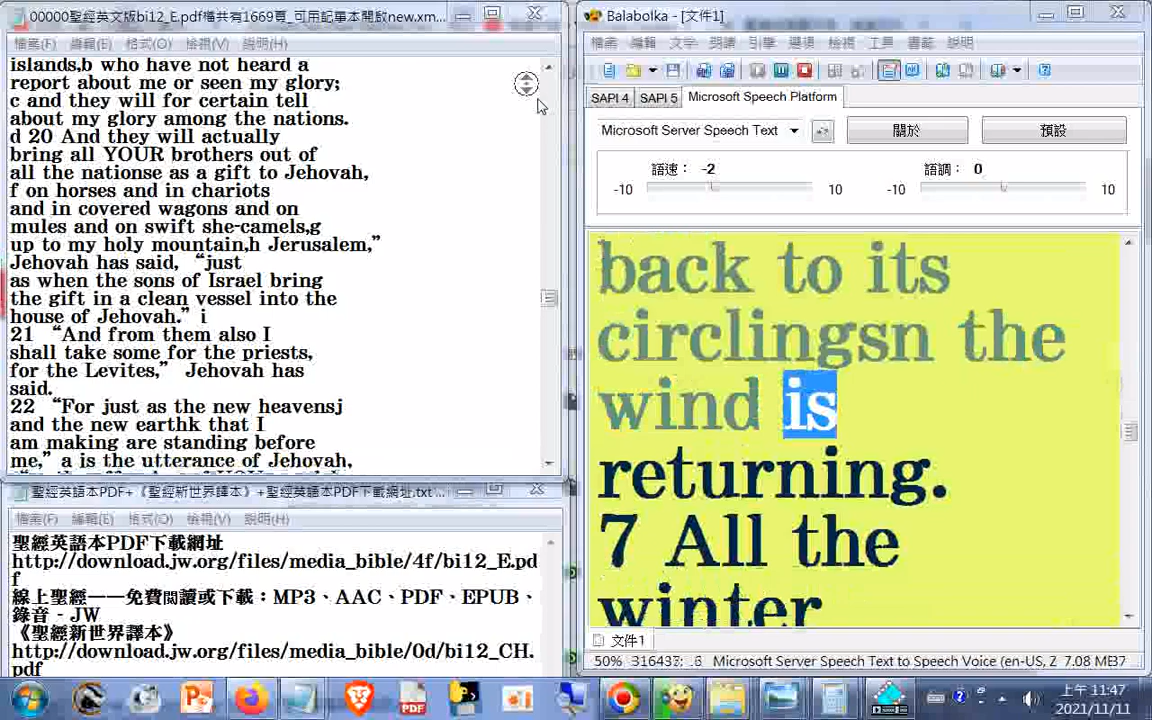 00000聖經英文版bi12_E.pdf檔共有1669頁_可用記事本開啟new.xm...
檔案(F) 編輯(E) 格式(O) 檢視(V) 說明(H)
islands,b who have not heard a
report about me or seen my glory;
c and they will for certain tell
about my glory among the nations.
d 20 And they will actually
bring all YOUR brothers out of
all the nationse as a gift to Jehovah,
f on horses and in chariots
and in covered wagons and on
mules and on swift she-camels,g
up to my holy mountain,h Jerusalem,”
Jehovah has said, “just
as when the sons of Israel bring
the gift in a clean vessel into the
house of Jehovah.” i
21 “And from them also I
shall take some for the priests,
for the Levites,” Jehovah has
said.
22 “For just as the new heavensj
and the new earthk that I
am making are standing before
me,” a is the utterance of Jehovah,
聖經英語本PDF+《聖經新世界譯本》+聖經英語本PDF下載網址.txt ...
檔案(F) 編輯(E) 格式(O) 檢視(V) 說明(H)
聖經英語本PDF下載網址
http://download.jw.org/files/media_bible/4f/bi12_E.pd
f
線上聖經——免費閱讀或下載：MP3、AAC、PDF、EPUB、
錄音 - JW
《聖經新世界譯本》
http://download.jw.org/files/media_bible/0d/bi12_CH.
pdf
Balabolka - [文件1]
檔案 編輯 文字 朗讀 引擎 選項 檢視 工具 書籤 說明
SAPI 4 SAPI 5 Microsoft Speech Platform
Microsoft Server Speech Text 關於 預設
語速： -2 語調： 0
-10 10 -10 10
back to its
circlingsn the
wind is
returning.
7 All the
winter
文件1
50% Microsoft Server Speech Text to Speech Voice (en-US, Z 7.08 MB
上午 11:47
2021/11/11